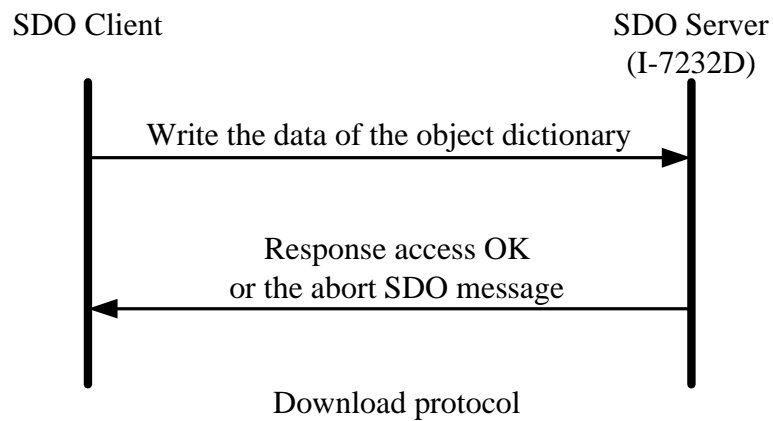 SDO Client
SDO Server
(I-7232D)
Write the data of the object dictionary
Response access OK
or the abort SDO message
Download protocol